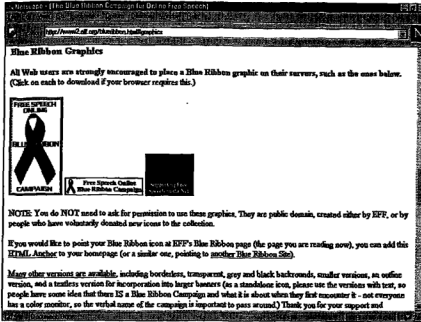 Netscape - [The Blue Ribbon Campaign for Online Free Speech]
http://www2.eff.org/blueribbon.html#graphics
Blue Ribbon Graphics
All Web users are strongly encouraged to place a Blue Ribbon graphic on their servers, such as the ones below.
(Click on each to download if your browser requires this.)
FREE SPEECH
ONLINE
BLUE RIBBON
CAMPAIGN
Free Speech Online
Blue Ribbon Campaign
NOTE: You do NOT need to ask for permission to use these graphics. They are public domain, created either by EFF, or by
people who have voluntarily donated new icons to the collection.
If you would like to point your Blue Ribbon icon at EFF's Blue Ribbon page (the page you are reading now), you can add this
HTML Anchor to your homepage (or a similar one, pointing to another Blue Ribbon Site).
Many other versions are available, including borderless, transparent, grey and black backrounds, smaller versions, an outline
version, and a textless version for incorporation into larger banners (as a standalone icon, please use the versions with text, so
people have some idea that there IS a Blue Ribbon Campaign and what it is about when they first encounter it - not everyone
has a color monitor, so the verbal name of the campaign is important to pass around.) Thank you for your support and